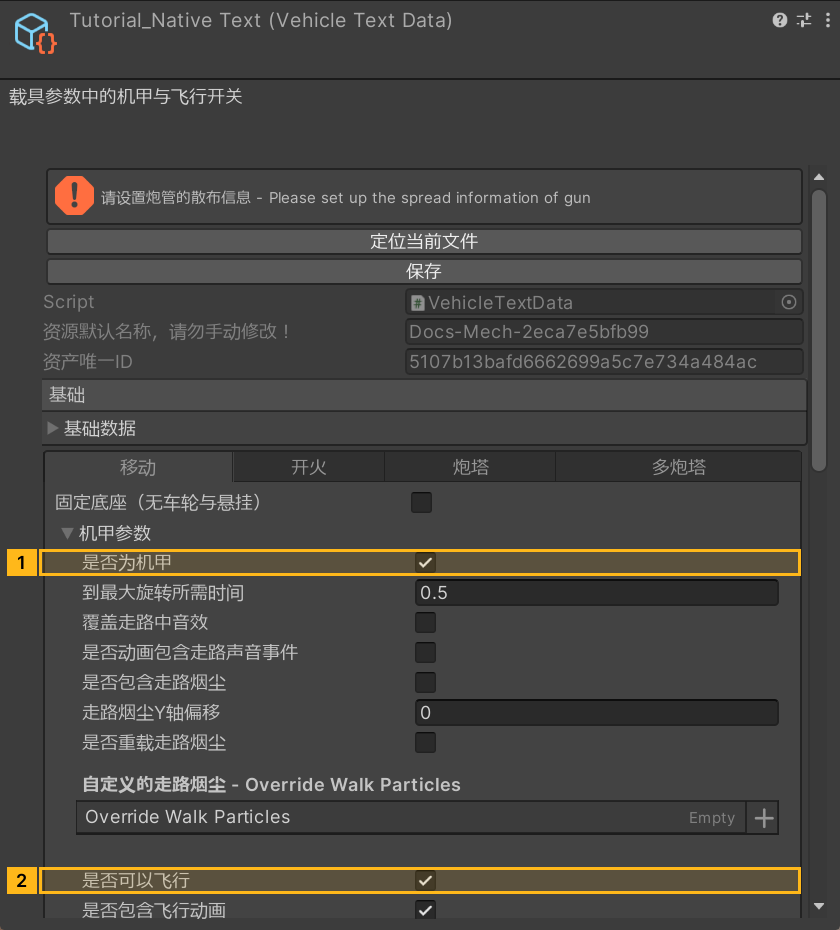 Tutorial_Native Text (Vehicle Text Data)
载具参数中的机甲与飞行开关
请设置炮管的散布信息 - Please set up the spread information of gun
定位当前文件
保存
Script
VehicleTextData
资源默认名称，请勿手动修改！
Docs-Mech-2eca7e5bfb99
资产唯一ID
5107b13bafd6662699a5c7e734a484ac
基础
基础数据
移动 开火 炮塔 多炮塔
固定底座（无车轮与悬挂）
机甲参数
1 是否为机甲
到最大旋转所需时间 0.5
覆盖走路中音效
是否动画包含走路声音事件
是否包含走路烟尘
走路烟尘Y轴偏移 0
是否重载走路烟尘
自定义的走路烟尘 - Override Walk Particles
Override Walk Particles Empty
2 是否可以飞行
是否包含飞行动画